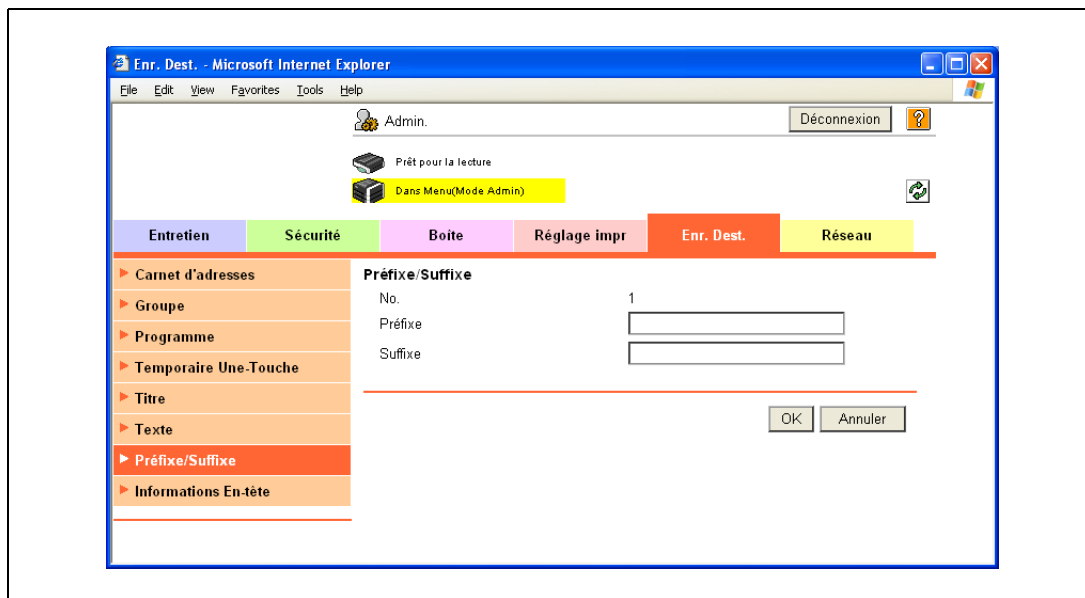 Enr. Dest. - Microsoft Internet Explorer
File Edit View Favorites Tools Help
Admin.
Déconnexion
?
Prêt pour la lecture
Dans Menu(Mode Admin)
Entretien Sécurité Boîte Réglage impr Enr. Dest. Réseau
Carnet d'adresses
Groupe
Programme
Temporaire Une-Touche
Titre
Texte
Préfixe/Suffixe
Informations En-tête
Préfixe/Suffixe
No. 1
Préfixe
Suffixe
OK Annuler